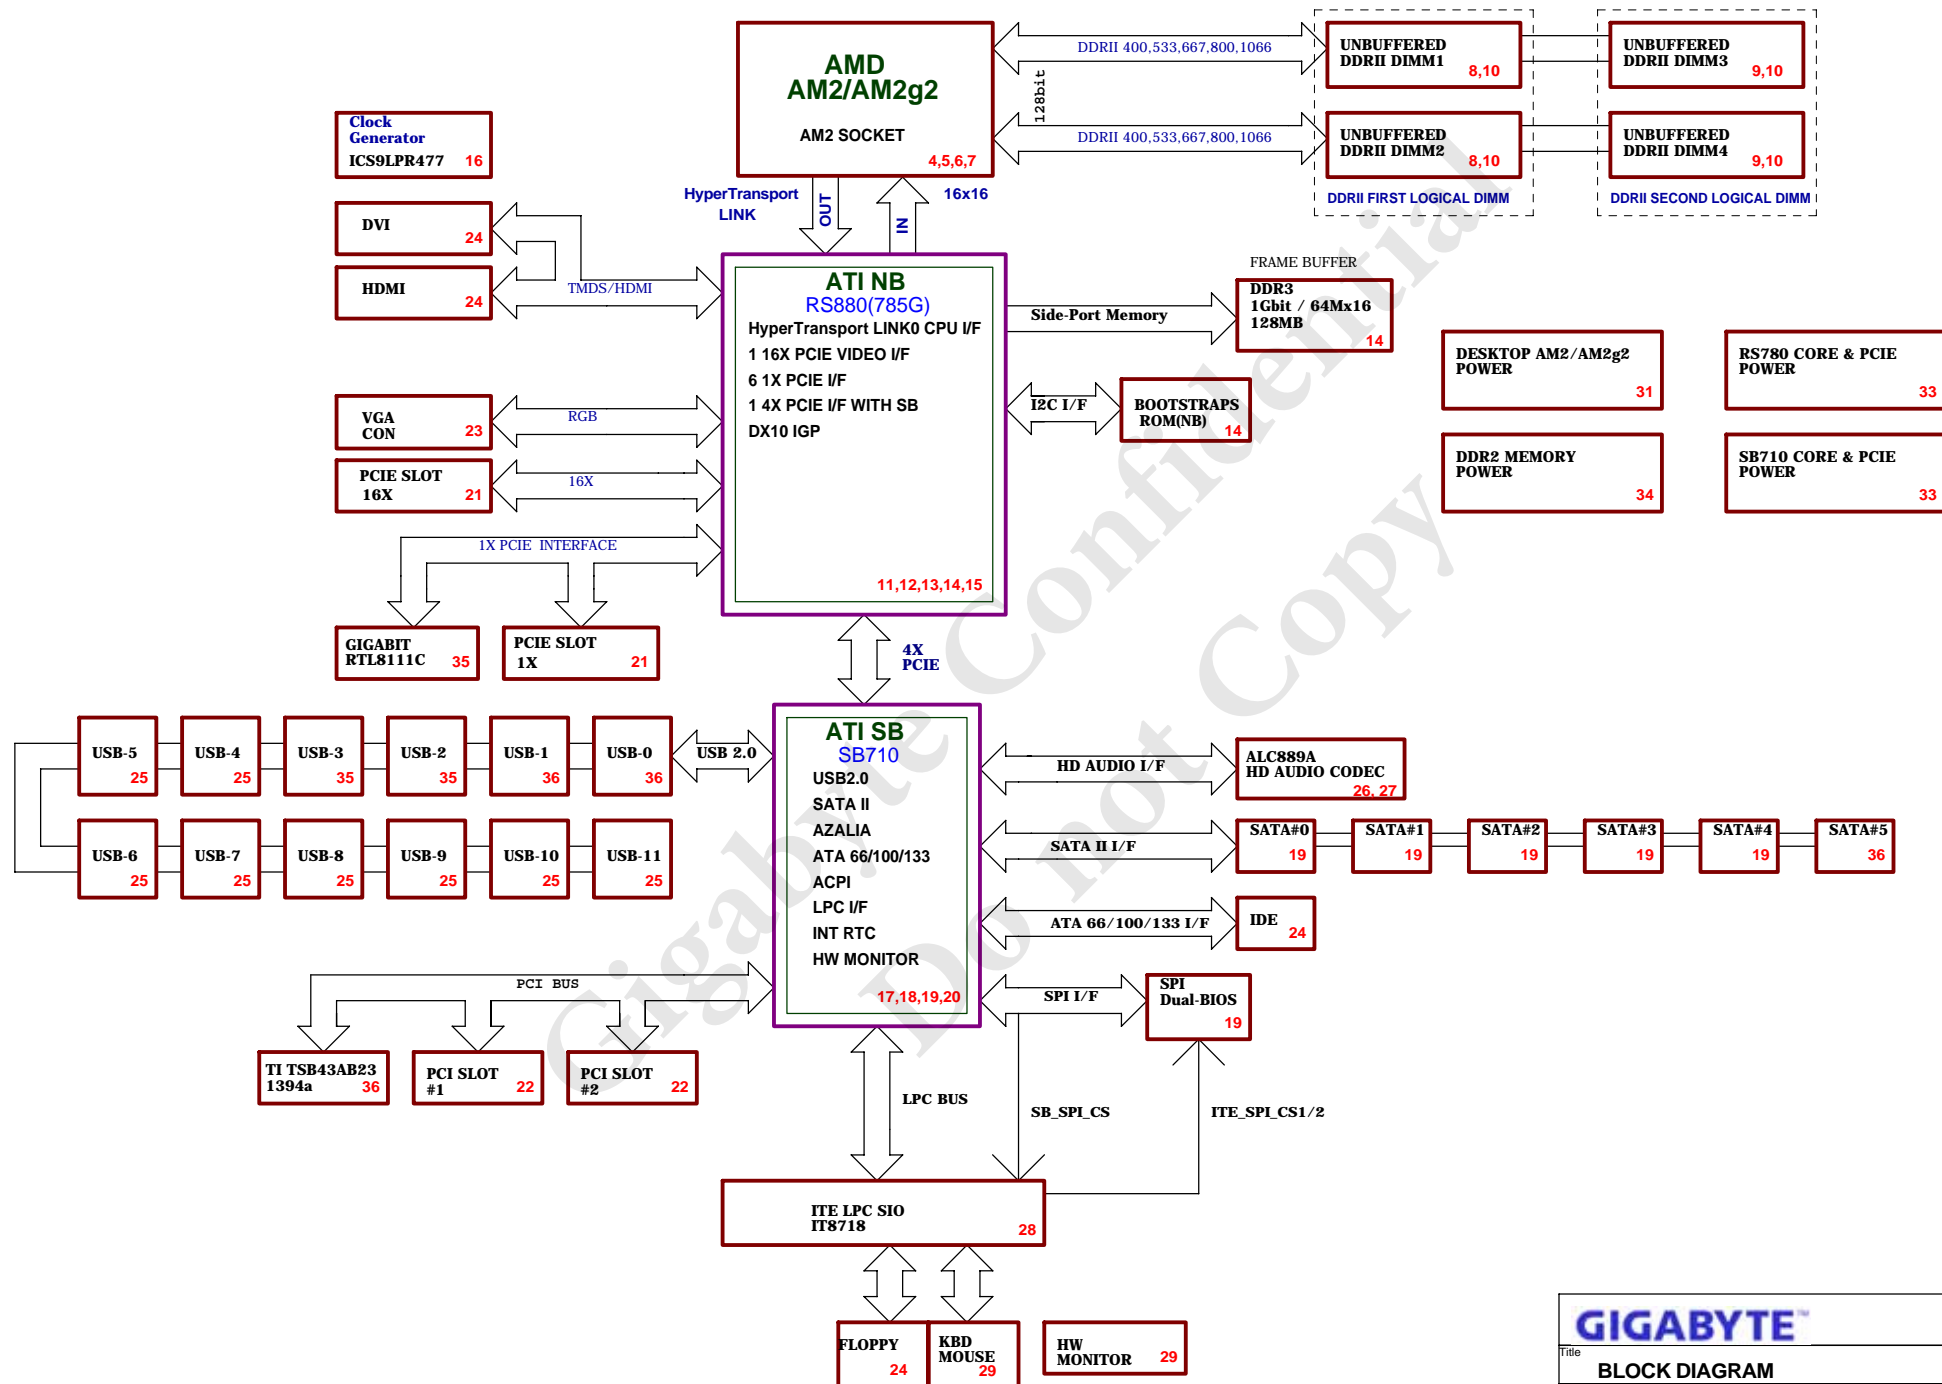 AMD
AM2/AM2g2
AM2 SOCKET
4,5,6,7
DDRII 400,533,667,800,1066
128bit
DDRII 400,533,667,800,1066
UNBUFFERED
DDRII DIMM1
8,10
UNBUFFERED
DDRII DIMM3
9,10
UNBUFFERED
DDRII DIMM2
8,10
UNBUFFERED
DDRII DIMM4
9,10
DDRII FIRST LOGICAL DIMM
DDRII SECOND LOGICAL DIMM
Clock
Generator
ICS9LPR477 16
HyperTransport
LINK
OUT
IN
16x16
DVI
24
HDMI
24
TMDS/HDMI
ATI NB
RS880(785G)
HyperTransport LINK0 CPU I/F
1 16X PCIE VIDEO I/F
6 1X PCIE I/F
1 4X PCIE I/F WITH SB
DX10 IGP
11,12,13,14,15
FRAME BUFFER
DDR3
1Gbit / 64Mx16
128MB
14
Side-Port Memory
I2C I/F
BOOTSTRAPS
ROM(NB)
14
DESKTOP AM2/AM2g2
POWER
31
RS780 CORE & PCIE
POWER
33
DDR2 MEMORY
POWER
34
SB710 CORE & PCIE
POWER
33
VGA
CON
23
RGB
PCIE SLOT
16X
21
16X
1X PCIE INTERFACE
GIGABIT
RTL8111C
35
PCIE SLOT
1X
21
4X
PCIE
USB-5
25
USB-4
25
USB-3
35
USB-2
35
USB-1
36
USB-0
36
USB 2.0
USB-6
25
USB-7
25
USB-8
25
USB-9
25
USB-10
25
USB-11
25
ATI SB
SB710
USB2.0
SATA II
AZALIA
ATA 66/100/133
ACPI
LPC I/F
INT RTC
HW MONITOR
17,18,19,20
HD AUDIO I/F
ALC889A
HD AUDIO CODEC
26, 27
SATA II I/F
SATA#0
19
SATA#1
19
SATA#2
19
SATA#3
19
SATA#4
19
SATA#5
36
ATA 66/100/133 I/F
IDE
24
SPI I/F
SPI
Dual-BIOS
19
PCI BUS
TI TSB43AB23
1394a
36
PCI SLOT
#1
22
PCI SLOT
#2
22
LPC BUS
SB_SPI_CS
ITE_SPI_CS1/2
ITE LPC SIO
IT8718
28
FLOPPY
24
KBD
MOUSE
29
HW
MONITOR
29
GIGABYTE™
Title
BLOCK DIAGRAM
Gigabyte Confidential
Do not Copy